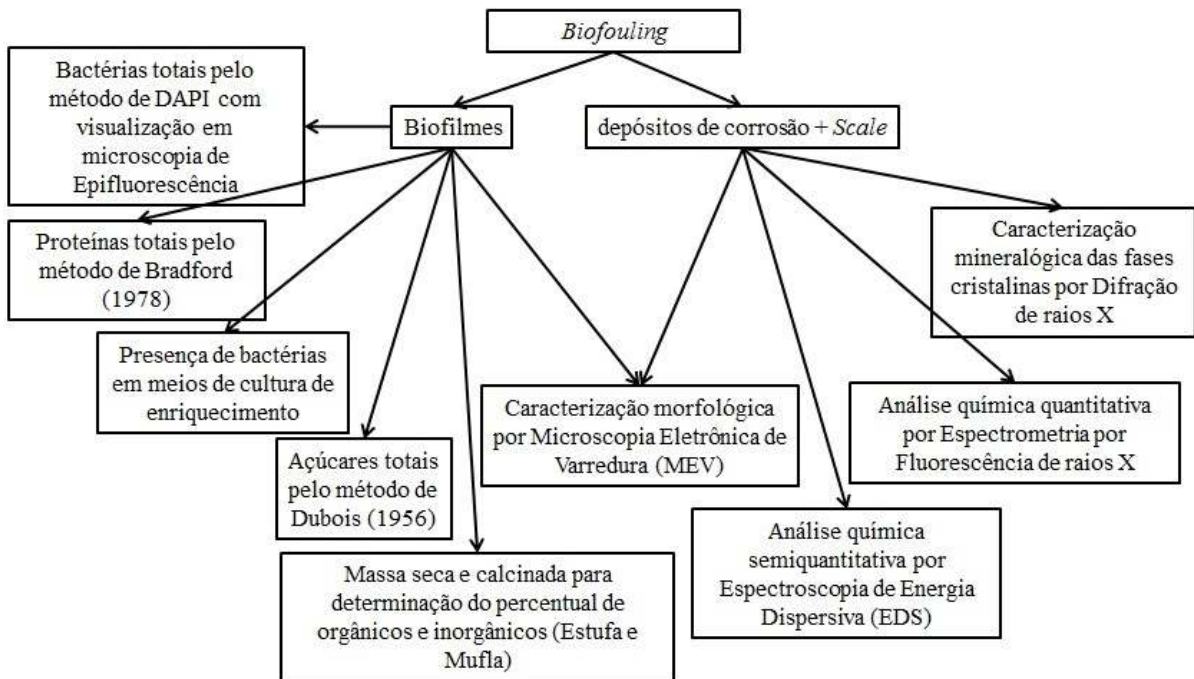 Biofouling
Bactérias totais pelo
método de DAPI com
visualização em
microscopia de
Epifluorescência
Biofilmes
depósitos de corrosão + Scale
Proteínas totais pelo
método de Bradford
(1978)
Caracterização
mineralógica das fases
cristalinas por Difração
de raios X
Presença de bactérias
em meios de cultura de
enriquecimento
Caracterização morfológica
por Microscopia Eletrônica de
Varredura (MEV)
Análise química quantitativa
por Espectrometria por
Fluorescência de raios X
Açúcares totais
pelo método de
Dubois (1956)
Análise química
semiquantitativa por
Espectroscopia de Energia
Dispersiva (EDS)
Massa seca e calcinada para
determinação do percentual de
orgânicos e inorgânicos (Estufa e
Mufla)